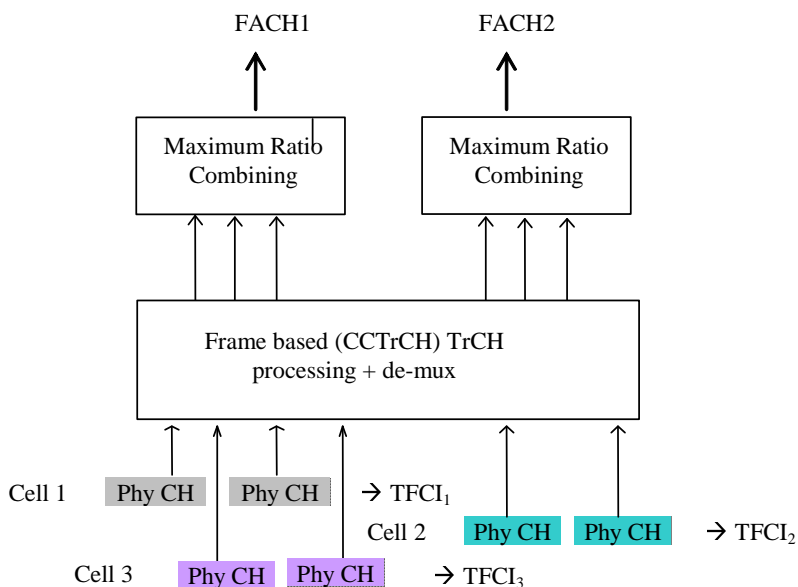 FACH1 FACH2
Maximum Ratio
Combining
Maximum Ratio
Combining
Frame based (CCTrCH) TrCH
processing + de-mux
Cell 1 Phy CH Phy CH → TFCI₁
Cell 2 Phy CH Phy CH → TFCI₂
Cell 3 Phy CH Phy CH → TFCI₃